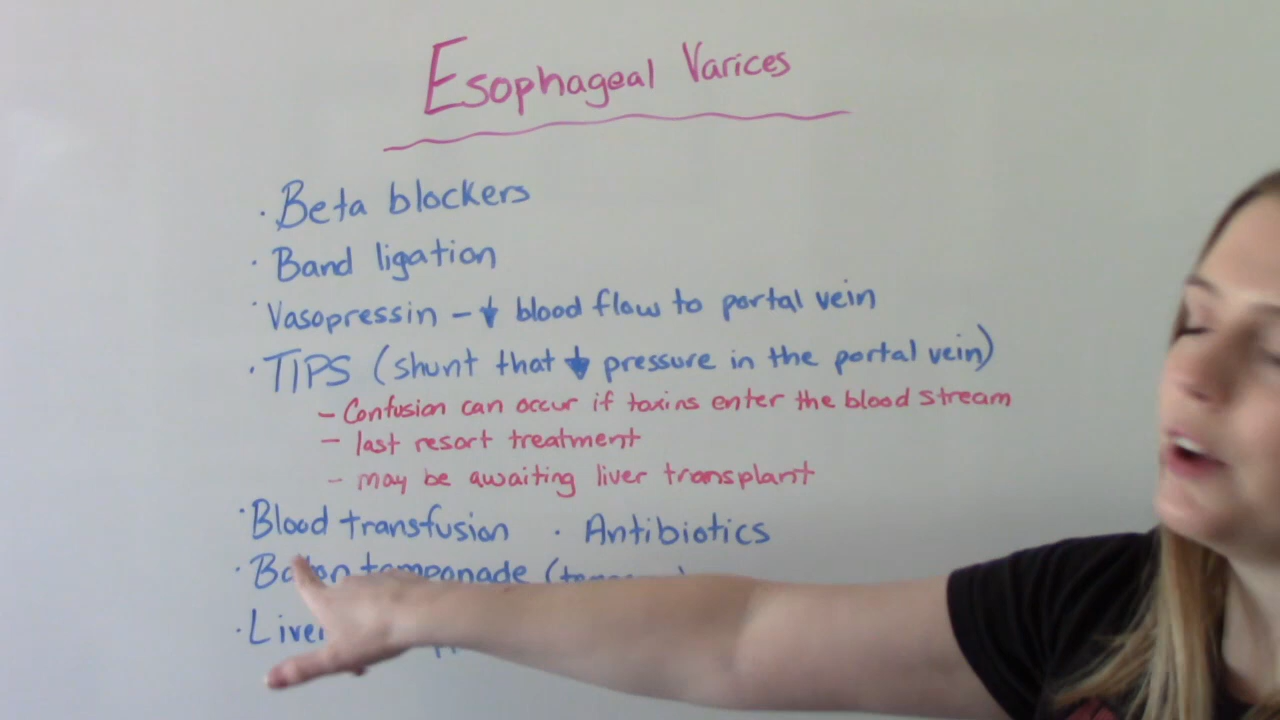 Esophageal Varices
· Beta blockers
· Band ligation
· Vasopressin - ↓ blood flow to portal vein
· TIPS (shunt that ↓ pressure in the portal vein)
- Confusion can occur if toxins enter the blood stream
- last resort treatment
- may be awaiting liver transplant
· Blood transfusion · Antibiotics
· tamponade
· Liver